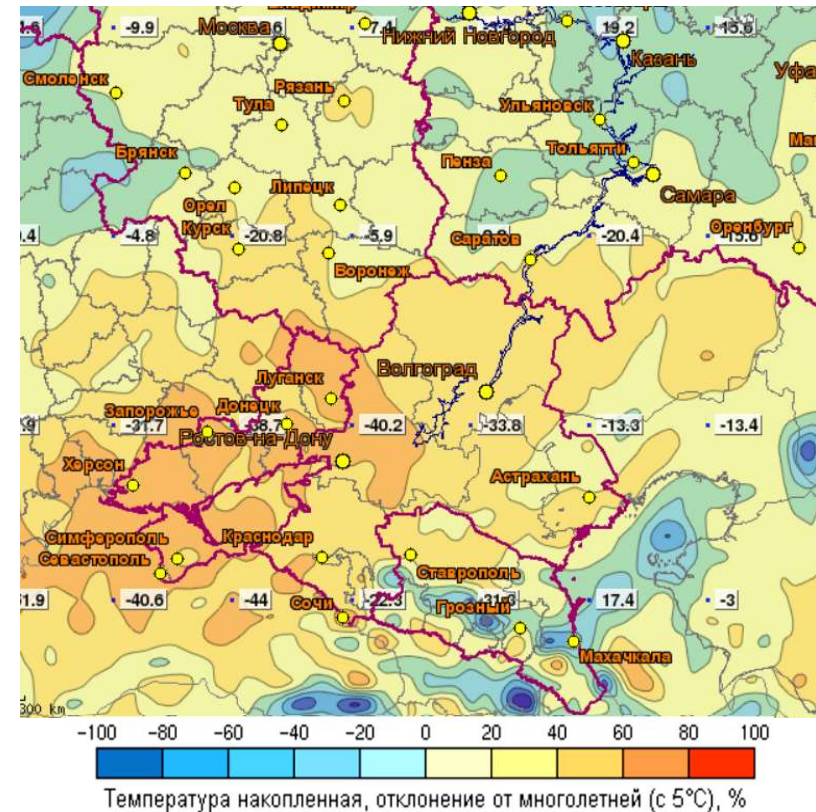 -9.9 Москва 6 -7.4 Нижний Новгород 19.2 -15.6
Казань
Смоленск Рязань Уфа
Тула Ульяновск
Брянск Пенза Тольятти
Липецк Самара
Орел
Курск Оренбург
-4.8 -20.8 -5.9 Саратов -20.4 -15.6
Воронеж
Волгоград
Луганск
Запорожье Донецк
-31.7 -40.2 -33.8 -13.3 -13.4
Ростов-на-Дону
Херсон Астрахань
Симферополь Краснодар
Севастополь Ставрополь
-40.6 -44 -22.3 17.4 -3
Сочи Грозный
Махачкала
300 km
-100 -80 -60 -40 -20 0 20 40 60 80 100
Температура накопленная, отклонение от многолетней (с 5°C), %